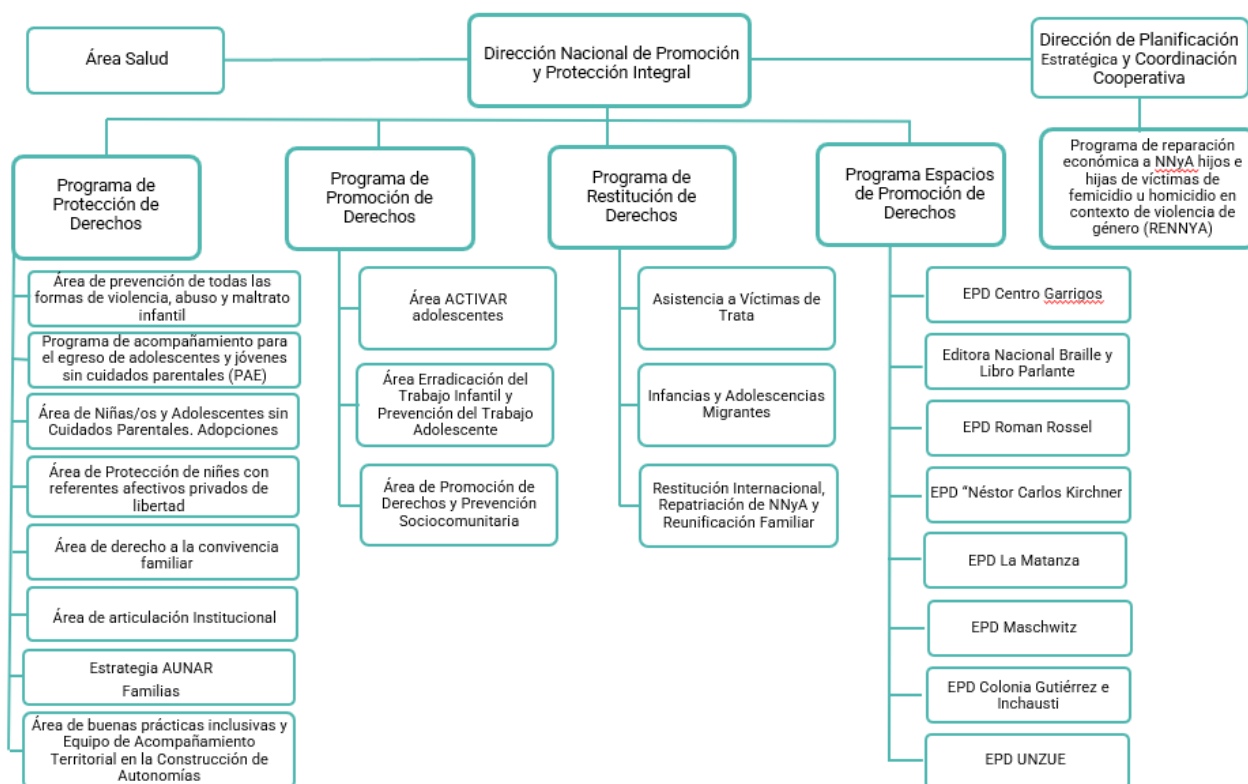 Área Salud
Dirección Nacional de Promoción
y Protección Integral
Dirección de Planificación
Estratégica y Coordinación
Cooperativa
Programa de reparación
económica a NNyA hijos e
hijas de víctimas de
femicidio u homicidio en
contexto de violencia de
género (RENNYA)
Programa de
Protección de
Derechos
Área de prevención de todas las
formas de violencia, abuso y maltrato
infantil
Programa de acompañamiento para
el egreso de adolescentes y jóvenes
sin cuidados parentales (PAE)
Área de Niñas/os y Adolescentes sin
Cuidados Parentales. Adopciones
Área de Protección de niñes con
referentes afectivos privados de
libertad
Área de derecho a la convivencia
familiar
Área de articulación Institucional
Estrategia AUNAR
Familias
Área de buenas prácticas inclusivas y
Equipo de Acompañamiento
Territorial en la Construcción de
Autonomías
Programa de
Promoción de
Derechos
Área ACTIVAR
adolescentes
Área Erradicación del
Trabajo Infantil y
Prevención del Trabajo
Adolescente
Área de Promoción de
Derechos y Prevención
Sociocomunitaria
Programa de
Restitución de
Derechos
Asistencia a Víctimas de
Trata
Infancias y Adolescencias
Migrantes
Restitución Internacional,
Repatriación de NNyA y
Reunificación Familiar
Programa Espacios
de Promoción de
Derechos
EPD Centro Garrigos
Editora Nacional Braille y
Libro Parlante
EPD Roman Rossel
EPD “Néstor Carlos Kirchner
EPD La Matanza
EPD Maschwitz
EPD Colonia Gutiérrez e
Inchausti
EPD UNZUE